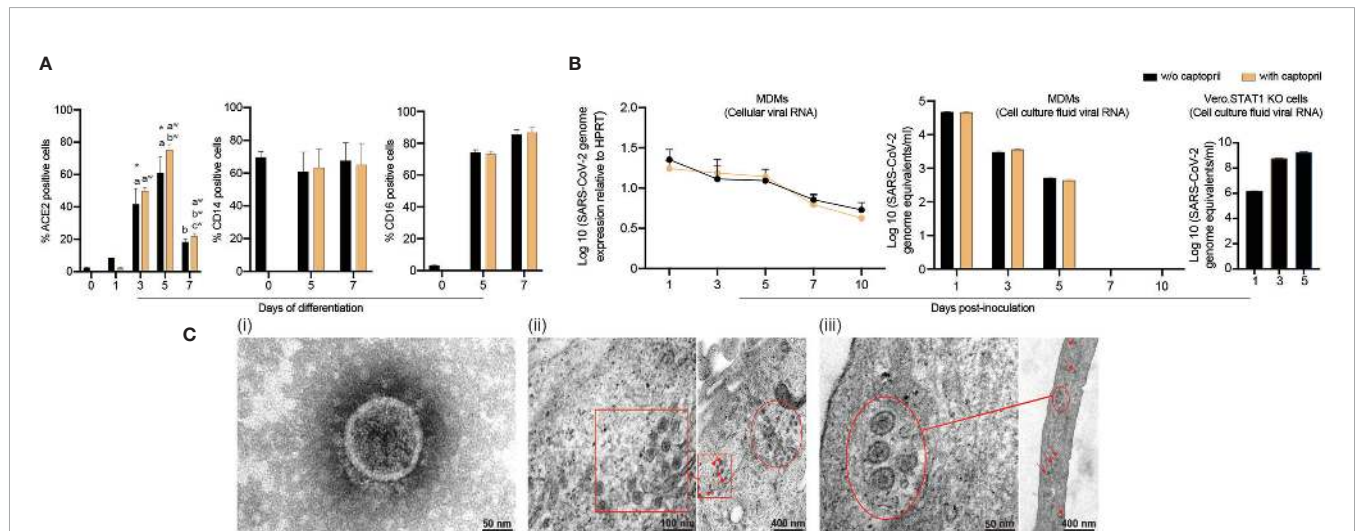 A
% ACE2 positive cells
100
80
60
40
20
0
0 1 3 5 7
% CD14 positive cells
100
80
60
40
20
0
0 5 7
% CD16 positive cells
100
80
60
40
20
0
0 5 7
Days of differentiation
B
w/o captopril
with captopril
MDMs
(Cellular viral RNA)
Log 10 (SARS-CoV-2 genome
expression relative to HPRT)
2.0
1.5
1.0
0.5
0.0
1 3 5 7 10
MDMs
(Cell culture fluid viral RNA)
Log 10 (SARS-CoV-2
genome equivalents/ml)
5
4
3
2
1
0
1 3 5 7 10
Vero.STAT1 KO cells
(Cell culture fluid viral RNA)
Log 10 (SARS-CoV-2
genome equivalents/ml)
15
10
5
0
1 3 5
Days post-inoculation
C
(i)
50 nm
(ii)
100 nm
400 nm
(iii)
50 nm
400 nm